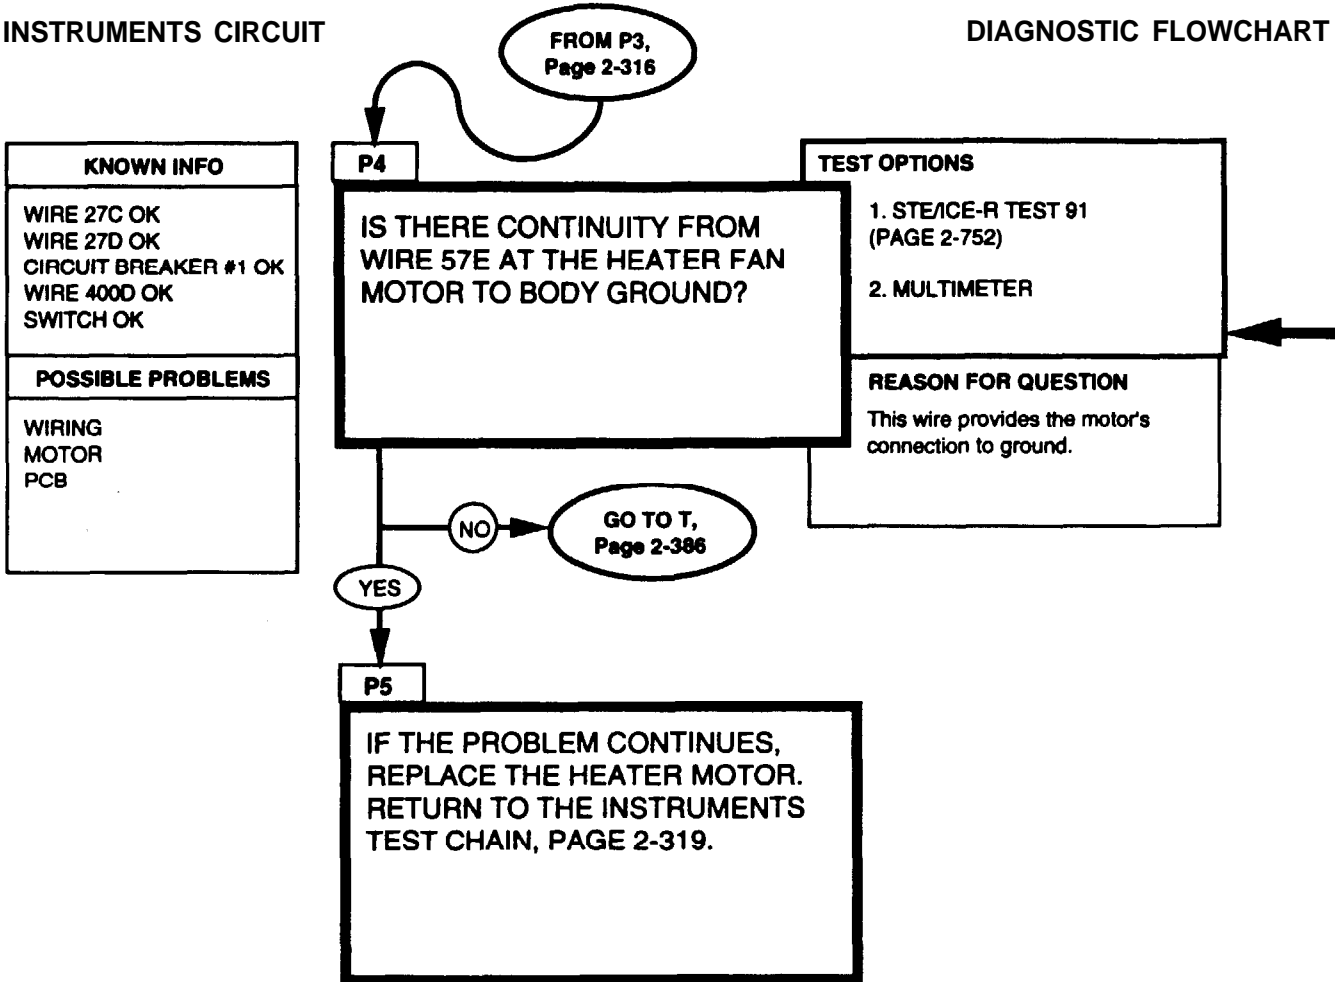 INSTRUMENTS CIRCUIT
DIAGNOSTIC FLOWCHART
FROM P3,
Page 2-316
KNOWN INFO
WIRE 27C OK
WIRE 27D OK
CIRCUIT BREAKER #1 OK
WIRE 400D OK
SWITCH OK
POSSIBLE PROBLEMS
WIRING
MOTOR
PCB
P4
IS THERE CONTINUITY FROM
WIRE 57E AT THE HEATER FAN
MOTOR TO BODY GROUND?
TEST OPTIONS
1. STE/ICE-R TEST 91
(PAGE 2-752)
2. MULTIMETER
REASON FOR QUESTION
This wire provides the motor's
connection to ground.
NO
GO TO T,
Page 2-386
YES
P5
IF THE PROBLEM CONTINUES,
REPLACE THE HEATER MOTOR.
RETURN TO THE INSTRUMENTS
TEST CHAIN, PAGE 2-319.